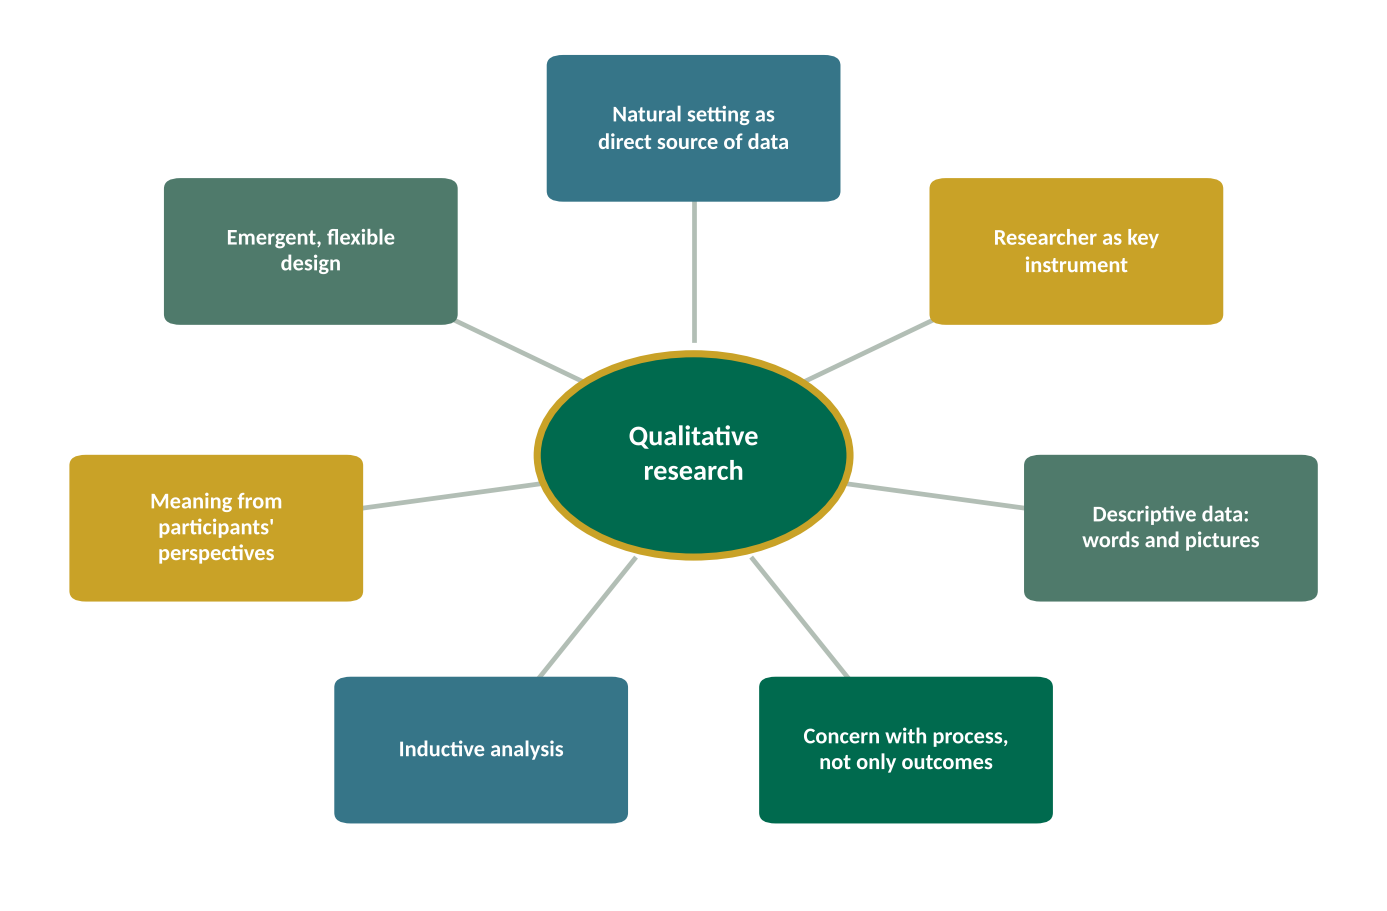 Natural setting as
direct source of data
Emergent, flexible
design
Researcher as key
instrument
Qualitative
research
Meaning from
participants'
perspectives
Descriptive data:
words and pictures
Inductive analysis
Concern with process,
not only outcomes